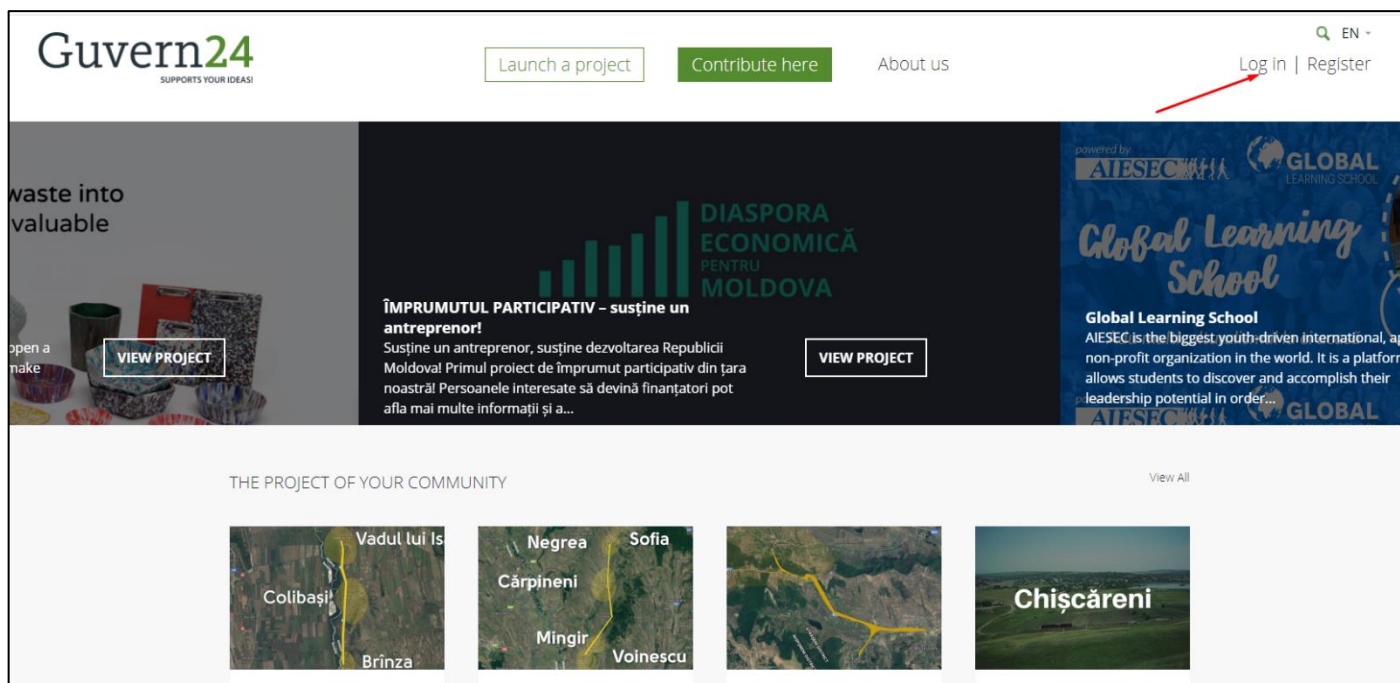 Guvern24
SUPPORTS YOUR IDEAS!
Launch a project
Contribute here
About us
EN
Log in | Register
waste into
valuable
open a
make
VIEW PROJECT
DIASPORA
ECONOMICĂ
PENTRU
MOLDOVA
ÎMPRUMUTUL PARTICIPATIV – susține un
antreprenor!
Susține un antreprenor, susține dezvoltarea Republicii
Moldova! Primul proiect de împrumut participativ din țara
noastră! Persoanele interesate să devină finanțatori pot
afla mai multe informații și a...
VIEW PROJECT
powered by
AIESEC
GLOBAL
LEARNING SCHOOL
Global Learning
School
Global Learning School
AIESEC is the biggest youth-driven international,
non-profit organization in the world. It is a platform
allows students to discover and accomplish their
leadership potential in order...
AIESEC
GLOBAL
THE PROJECT OF YOUR COMMUNITY
View All
Vadul lui Is
Colibași
Brînza
Negrea
Sofia
Cărpineni
Mingir
Voinescu
Chișcăreni